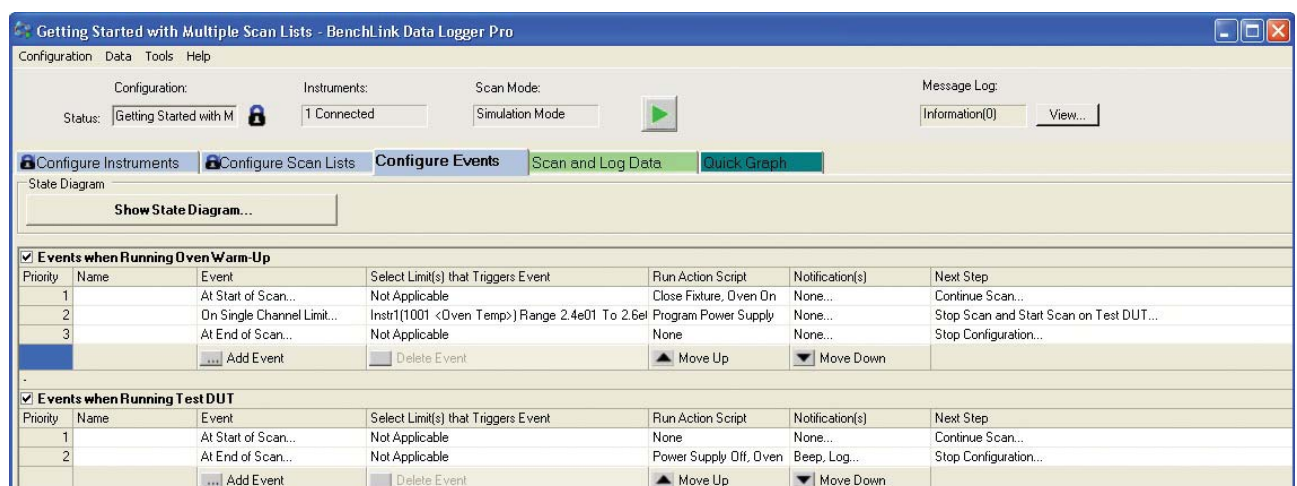 Getting Started with Multiple Scan Lists - BenchLink Data Logger Pro
Configuration Data Tools Help
Configuration: Instruments: Scan Mode: Message Log:
Status: Getting Started with M 1 Connected Simulation Mode Information(0) View...
Configure Instruments Configure Scan Lists Configure Events Scan and Log Data Quick Graph
State Diagram
Show State Diagram...
Events when Running Oven Warm-Up
Priority Name Event Select Limit(s) that Triggers Event Run Action Script Notification(s) Next Step
1 At Start of Scan... Not Applicable Close Fixture, Oven On None... Continue Scan...
2 On Single Channel Limit... Instr1(1001 <Oven Temp>) Range 2.4e01 To 2.6e Program Power Supply None... Stop Scan and Start Scan on Test DUT...
3 At End of Scan... Not Applicable None None... Stop Configuration...
... Add Event Delete Event Move Up Move Down
Events when Running Test DUT
Priority Name Event Select Limit(s) that Triggers Event Run Action Script Notification(s) Next Step
1 At Start of Scan... Not Applicable None None... Continue Scan...
2 At End of Scan... Not Applicable Power Supply Off, Oven Beep, Log... Stop Configuration...
... Add Event Delete Event Move Up Move Down